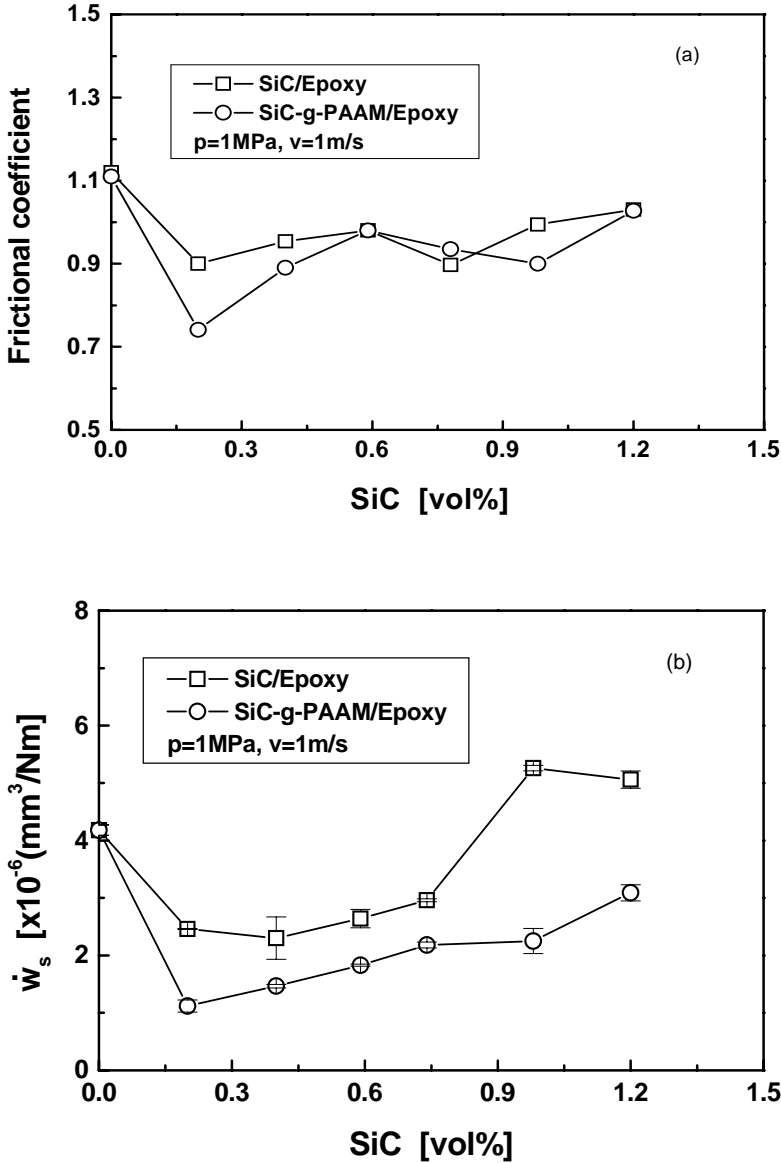 (a)
SiC/Epoxy
SiC-g-PAAM/Epoxy
p=1MPa, v=1m/s
Frictional coefficient
1.5
1.3
1.1
0.9
0.7
0.5
0.0 0.3 0.6 0.9 1.2 1.5
SiC [vol%]
(b)
SiC/Epoxy
SiC-g-PAAM/Epoxy
p=1MPa, v=1m/s
ẇₛ [x10⁻⁶(mm³/Nm]
8
6
4
2
0
0.0 0.3 0.6 0.9 1.2 1.5
SiC [vol%]